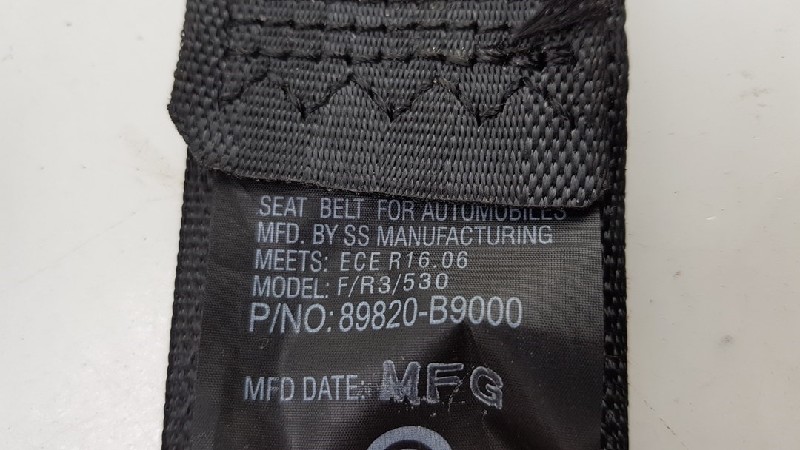 SEAT BELT FOR AUTOMOBILES
MFD. BY SS MANUFACTURING
MEETS: ECE R16.06
MODEL: F/R3/530
P/NO: 89820-B9000
MFD DATE: MFG